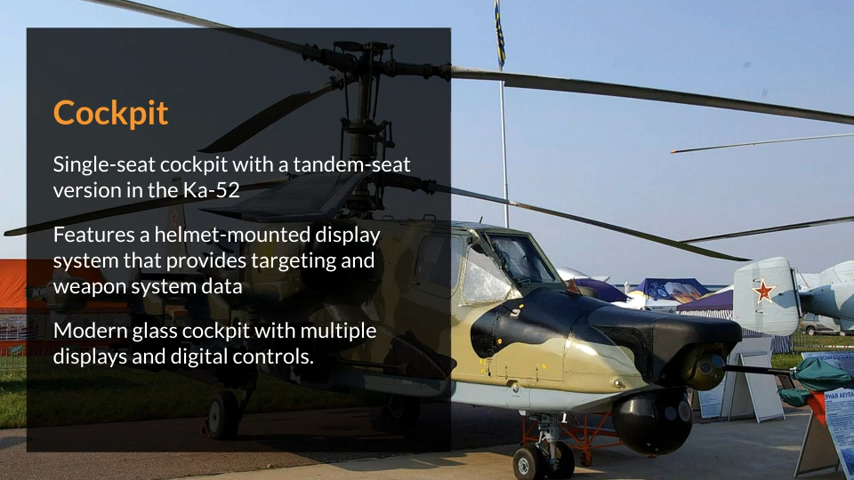 Cockpit
Single-seat cockpit with a tandem-seat
version in the Ka-52
Features a helmet-mounted display
system that provides targeting and
weapon system data
Modern glass cockpit with multiple
displays and digital controls.